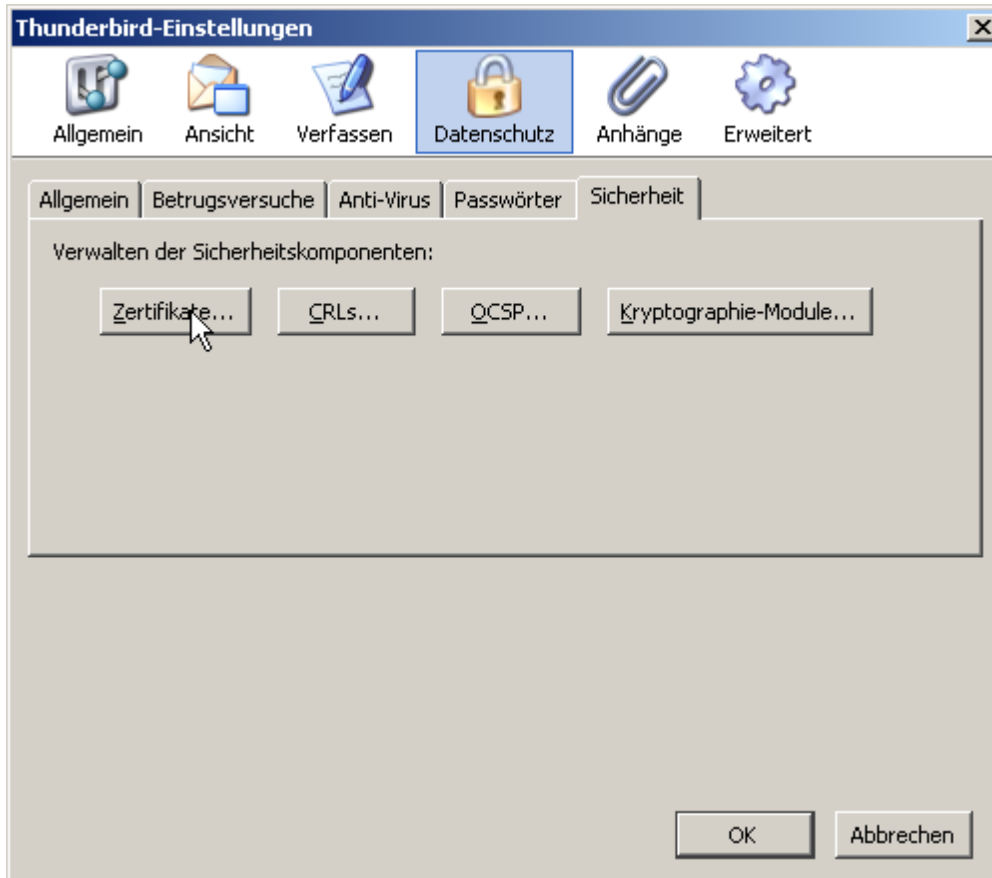 Thunderbird-Einstellungen
Allgemein Ansicht Verfassen Datenschutz Anhänge Erweitert
Allgemein Betrugsversuche Anti-Virus Passwörter Sicherheit
Verwalten der Sicherheitskomponenten:
Zertifikate... CRLs... OCSP... Kryptographie-Module...
OK Abbrechen